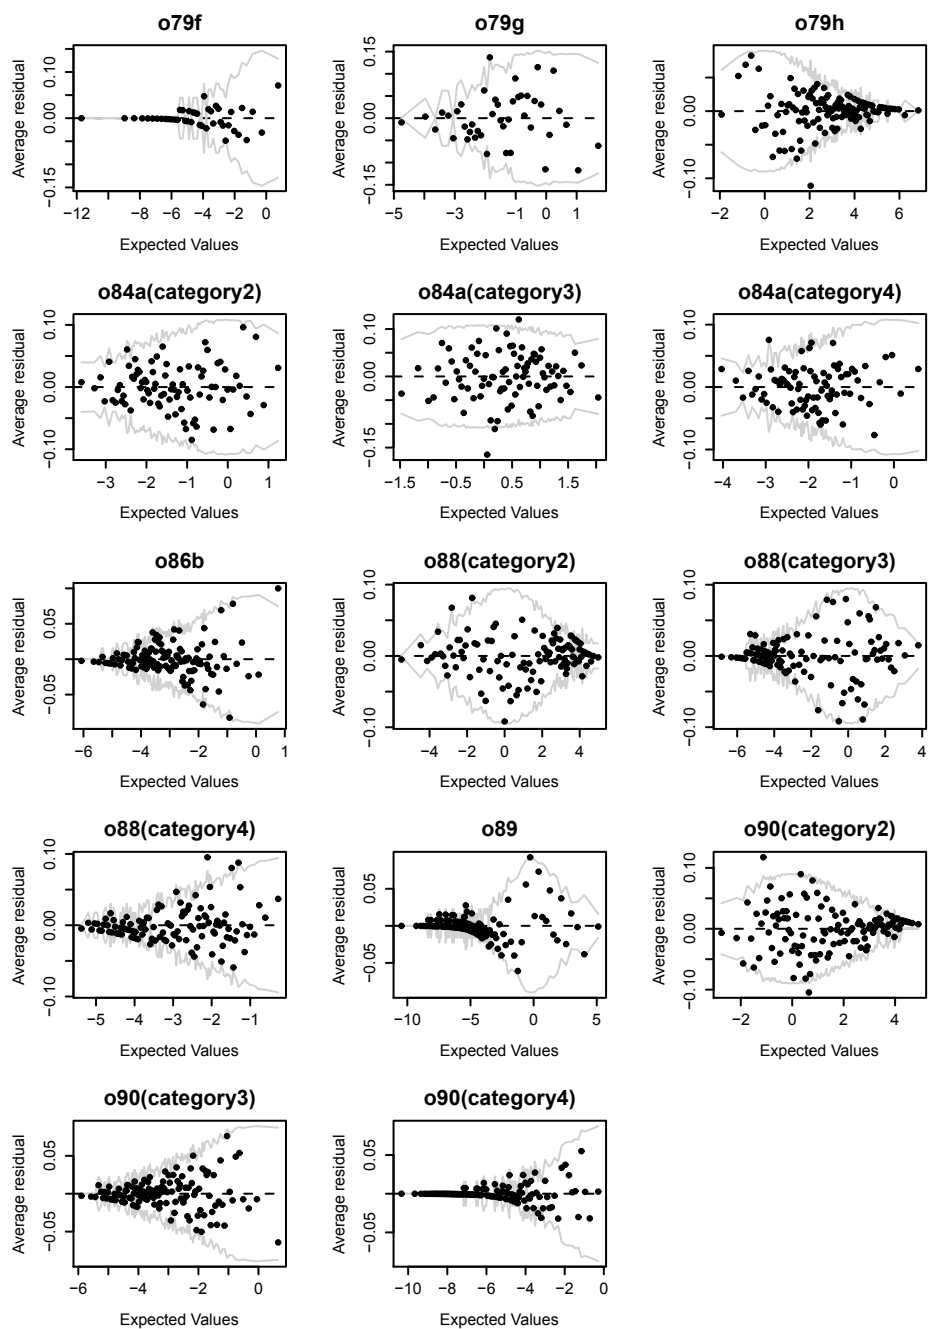 o79f
Average residual
−0.15 0.00 0.10
−12 −8 −6 −4 −2 0
Expected Values
o79g
Average residual
−0.15 0.00 0.15
−5 −3 −1 0 1
Expected Values
o79h
Average residual
−0.10 0.00
−2 0 2 4 6
Expected Values
o84a(category2)
Average residual
−0.10 0.00 0.10
−3 −2 −1 0 1
Expected Values
o84a(category3)
Average residual
−0.15 0.00 0.10
−1.5 −0.5 0.5 1.5
Expected Values
o84a(category4)
Average residual
−0.10 0.00 0.10
−4 −3 −2 −1 0
Expected Values
o86b
Average residual
−0.05 0.05
−6 −4 −2 0 1
Expected Values
o88(category2)
Average residual
−0.10 0.00 0.10
−4 −2 0 2 4
Expected Values
o88(category3)
Average residual
−0.10 0.00 0.10
−6 −4 −2 0 2 4
Expected Values
o88(category4)
Average residual
−0.10 0.00 0.10
−5 −4 −3 −2 −1
Expected Values
o89
Average residual
−0.05 0.05
−10 −5 0 5
Expected Values
o90(category2)
Average residual
−0.10 0.00 0.10
−2 0 2 4
Expected Values
o90(category3)
Average residual
−0.05 0.05
−6 −4 −2 0
Expected Values
o90(category4)
Average residual
−0.05 0.05
−10 −8 −6 −4 −2 0
Expected Values